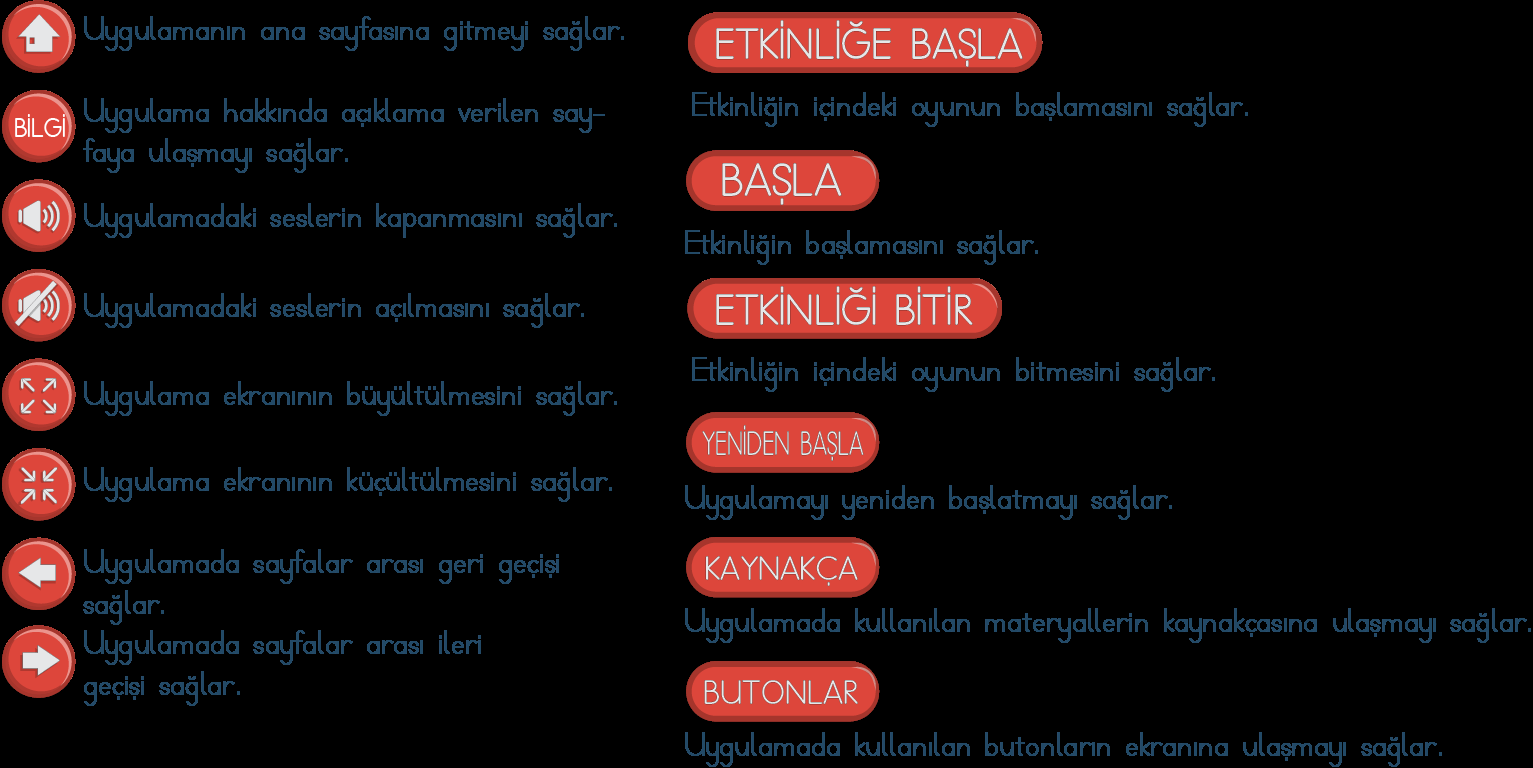 Uygulamanın ana sayfasına gitmeyi sağlar.
BİLGİ
Uygulama hakkında açıklama verilen say-
faya ulaşmayı sağlar.
Uygulamadaki seslerin kapanmasını sağlar.
Uygulamadaki seslerin açılmasını sağlar.
Uygulama ekranının büyültülmesini sağlar.
Uygulama ekranının küçültülmesini sağlar.
Uygulamada sayfalar arası geri geçişi
sağlar.
Uygulamada sayfalar arası ileri
geçişi sağlar.
ETKİNLİĞE BAŞLA
Etkinliğin içindeki oyunun başlamasını sağlar.
BAŞLA
Etkinliğin başlamasını sağlar.
ETKİNLİĞİ BİTİR
Etkinliğin içindeki oyunun bitmesini sağlar.
YENİDEN BAŞLA
Uygulamayı yeniden başlatmayı sağlar.
KAYNAKÇA
Uygulamada kullanılan materyallerin kaynakçasına ulaşmayı sağlar.
BUTONLAR
Uygulamada kullanılan butonların ekranına ulaşmayı sağlar.